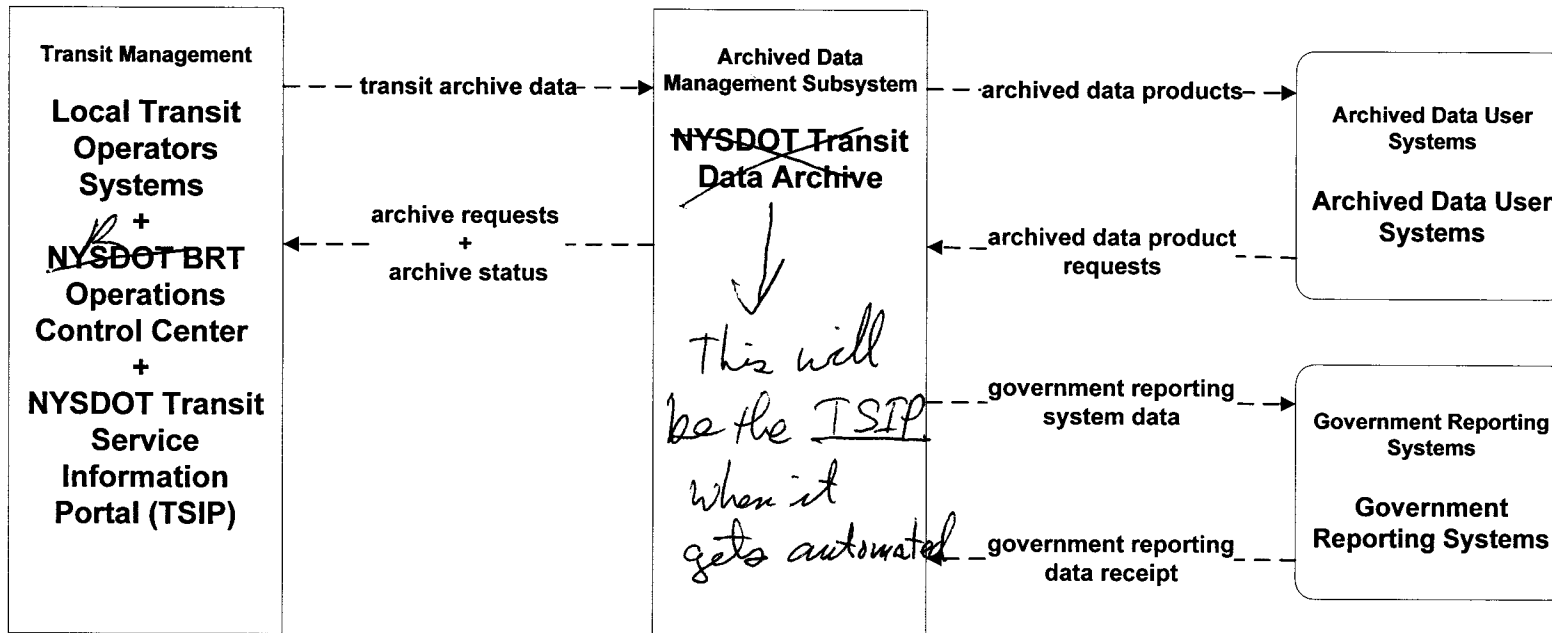 Transit Management
Local Transit
Operators
Systems
+
NYSDOT BRT
Operations
Control Center
+
NYSDOT Transit
Service
Information
Portal (TSIP)
transit archive data
archive requests
+
archive status
Archived Data
Management Subsystem
NYSDOT Transit
Data Archive
This will
be the TSIP
when it
gets automated
archived data products
archived data product
requests
government reporting
system data
government reporting
data receipt
Archived Data User
Systems
Archived Data User
Systems
Government Reporting
Systems
Government
Reporting Systems